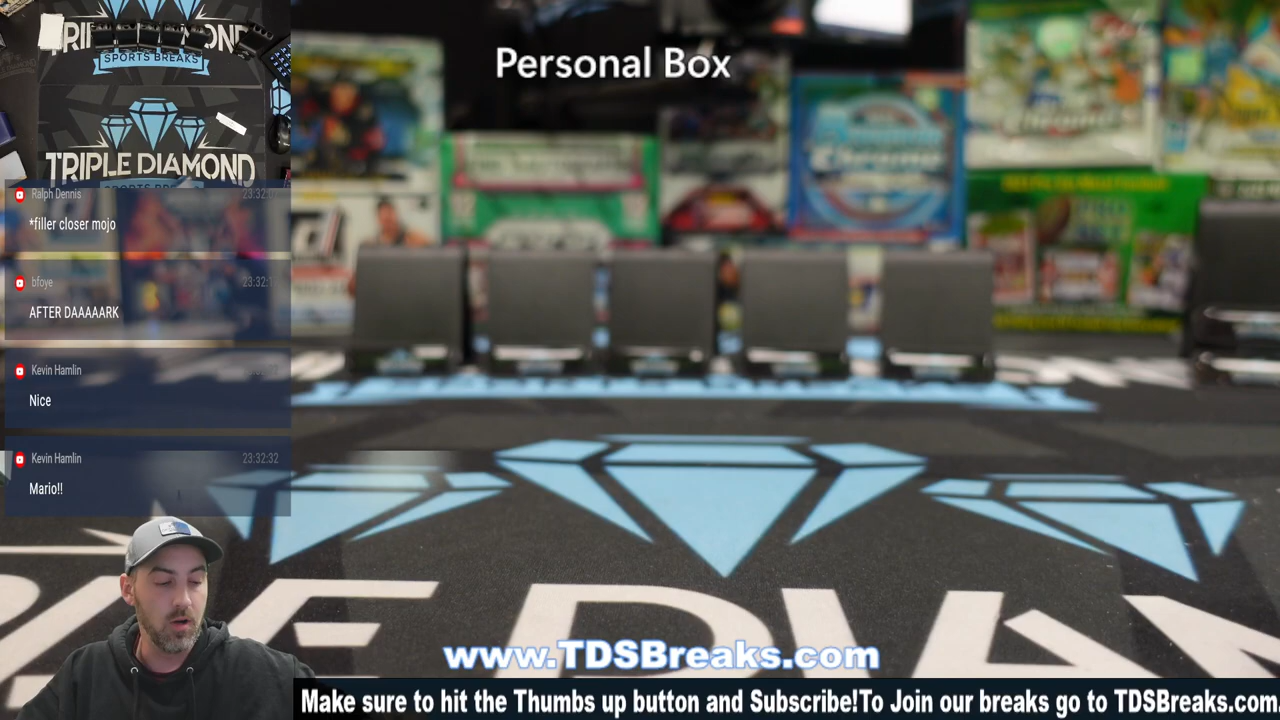 Personal Box
TRIPLE DIAMOND
SPORTS BREAKS
TRIPLE DIAMOND
SPORTS BREAKS
Ralph Dennis
*filler closer mojo
bfoye
AFTER DAAAAARK
Kevin Hamlin
Nice
Kevin Hamlin 23:32:32
Mario!!
www.TDSBreaks.com
Make sure to hit the Thumbs up button and Subscribe!To Join our breaks go to TDSBreaks.com.